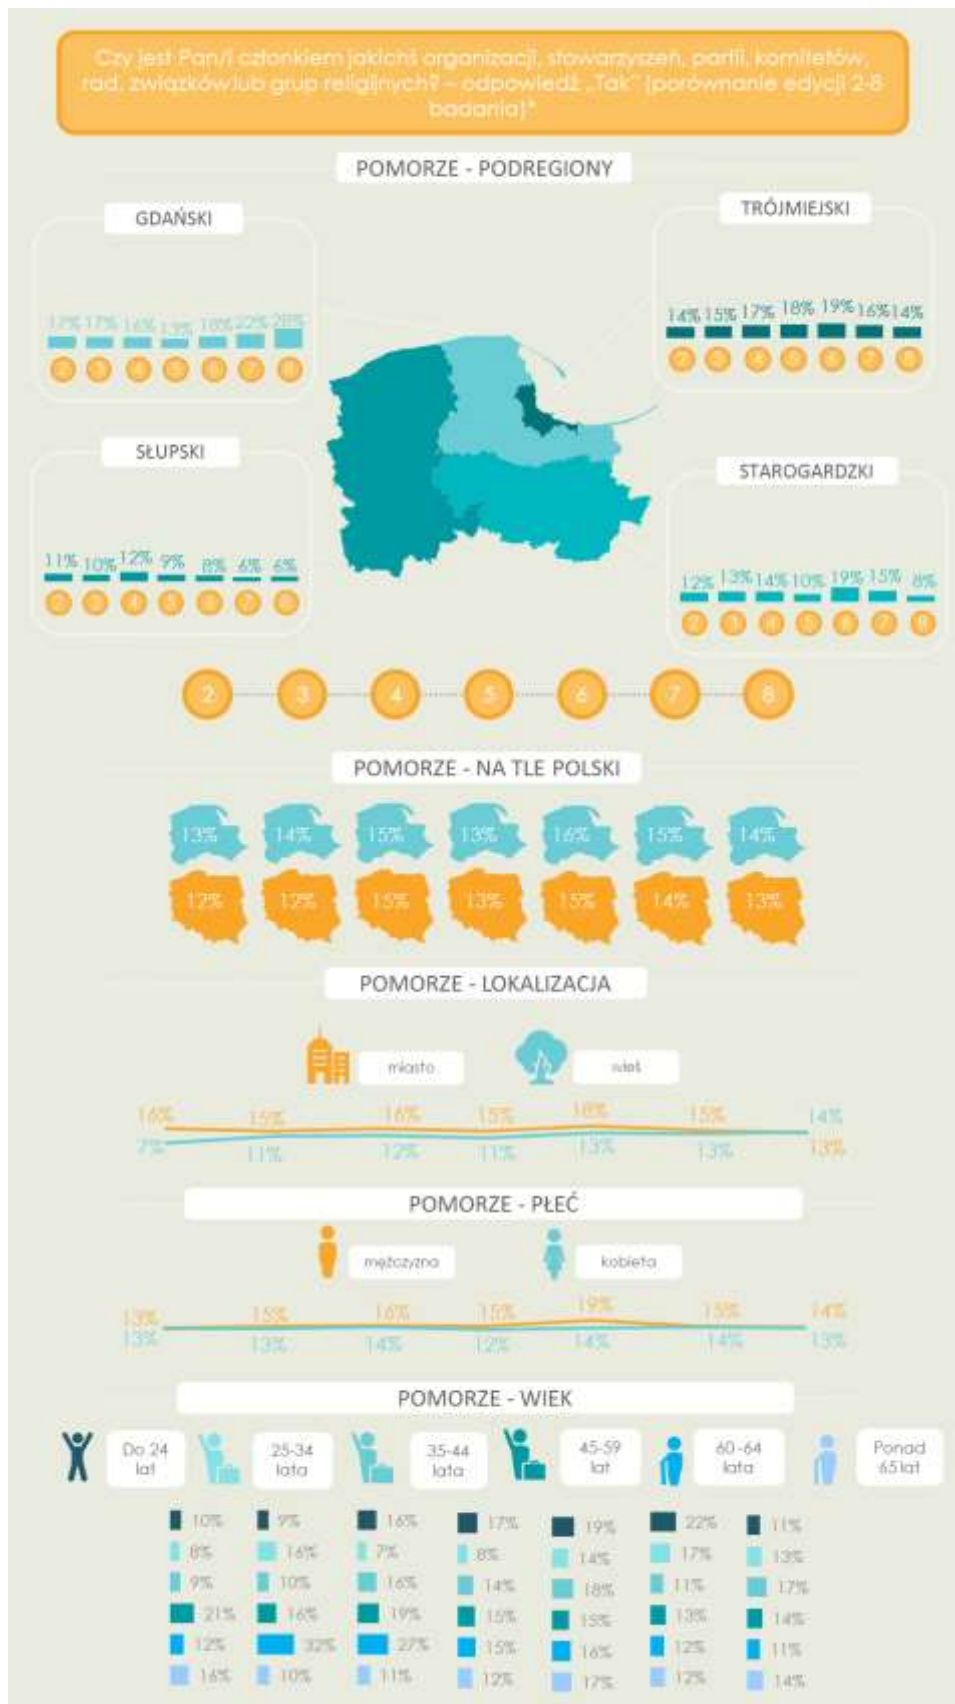 Czy jest Pan/i członkiem jakichś organizacji, stowarzyszeń, partii, komitetów,
rad, związków lub grup religijnych? – odpowiedź „Tak” (porównanie edycji 2-8
badania)*
POMORZE - PODREGIONY
GDAŃSKI
17% 17% 16% 13% 18% 22% 28%
2 3 4 5 6 7 8
TRÓJMIEJSKI
14% 15% 17% 18% 19% 16% 14%
2 3 4 5 6 7 8
SŁUPSKI
11% 10% 12% 9% 8% 6% 6%
2 3 4 5 6 7 8
STAROGARDZKI
12% 13% 14% 10% 19% 15% 8%
2 3 4 5 6 7 8
2 3 4 5 6 7 8
POMORZE - NA TLE POLSKI
13% 14% 15% 13% 16% 15% 14%
12% 12% 15% 13% 15% 14% 13%
POMORZE - LOKALIZACJA
miasto
wieś
16% 15% 16% 15% 18% 15% 14%
7% 11% 12% 11% 13% 13% 13%
POMORZE - PŁEĆ
mężczyzna
kobieta
13% 15% 16% 15% 19% 15% 14%
13% 13% 14% 12% 14% 14% 13%
POMORZE - WIEK
Do 24
lat
25-34
lata
35-44
lata
45-59
lat
60-64
lata
Ponad
65 lat
10% 9% 16% 17% 19% 22% 11%
8% 16% 7% 8% 14% 17% 13%
9% 10% 16% 14% 18% 11% 17%
21% 16% 19% 15% 15% 13% 14%
12% 32% 27% 15% 16% 12% 11%
16% 10% 11% 12% 17% 12% 14%